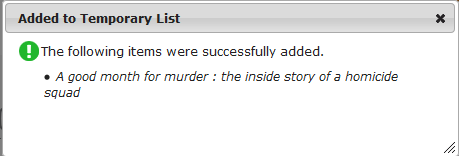 Added to Temporary List
The following items were successfully added.
• A good month for murder : the inside story of a homicide
squad